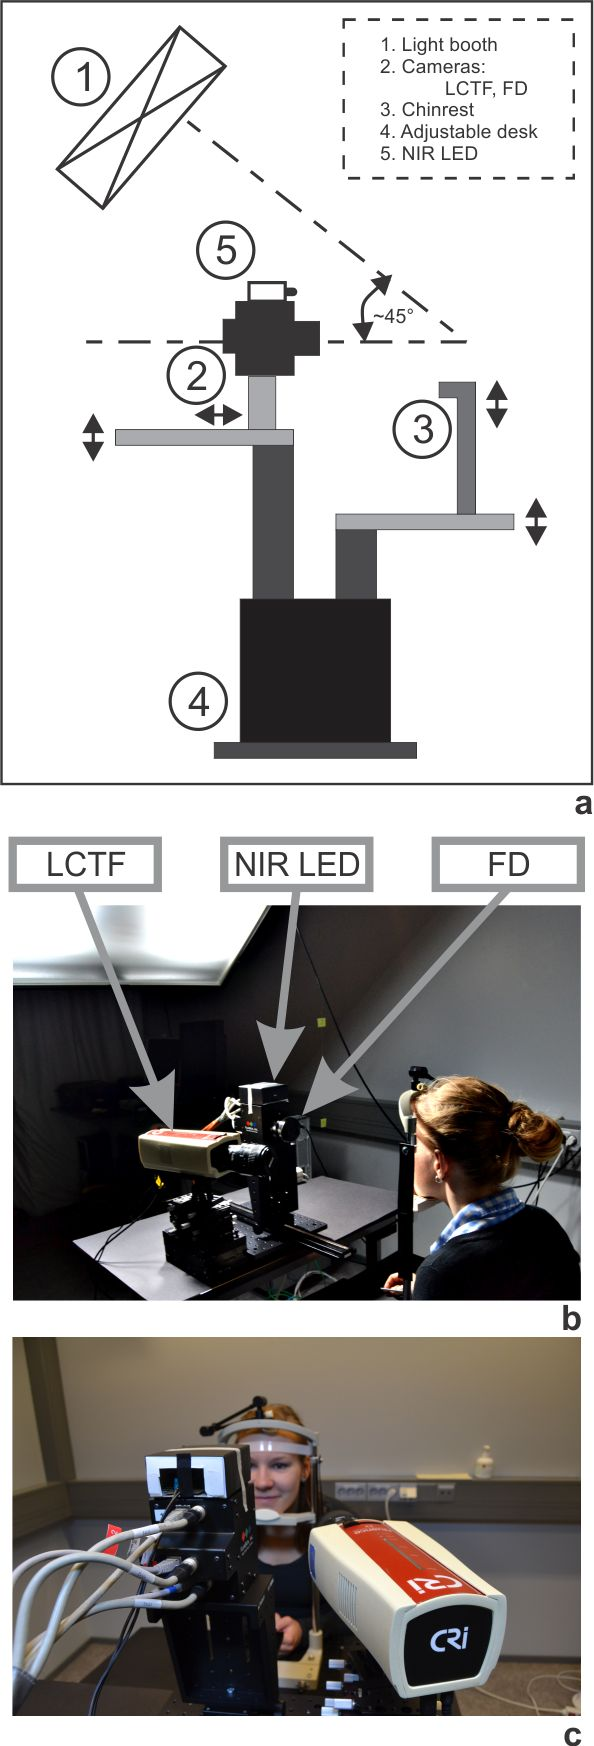 1
1. Light booth
2. Cameras:
LCTF, FD
3. Chinrest
4. Adjustable desk
5. NIR LED
5
~45°
2
3
4
a
LCTF
NIR LED
FD
b
CRi
CRi
c